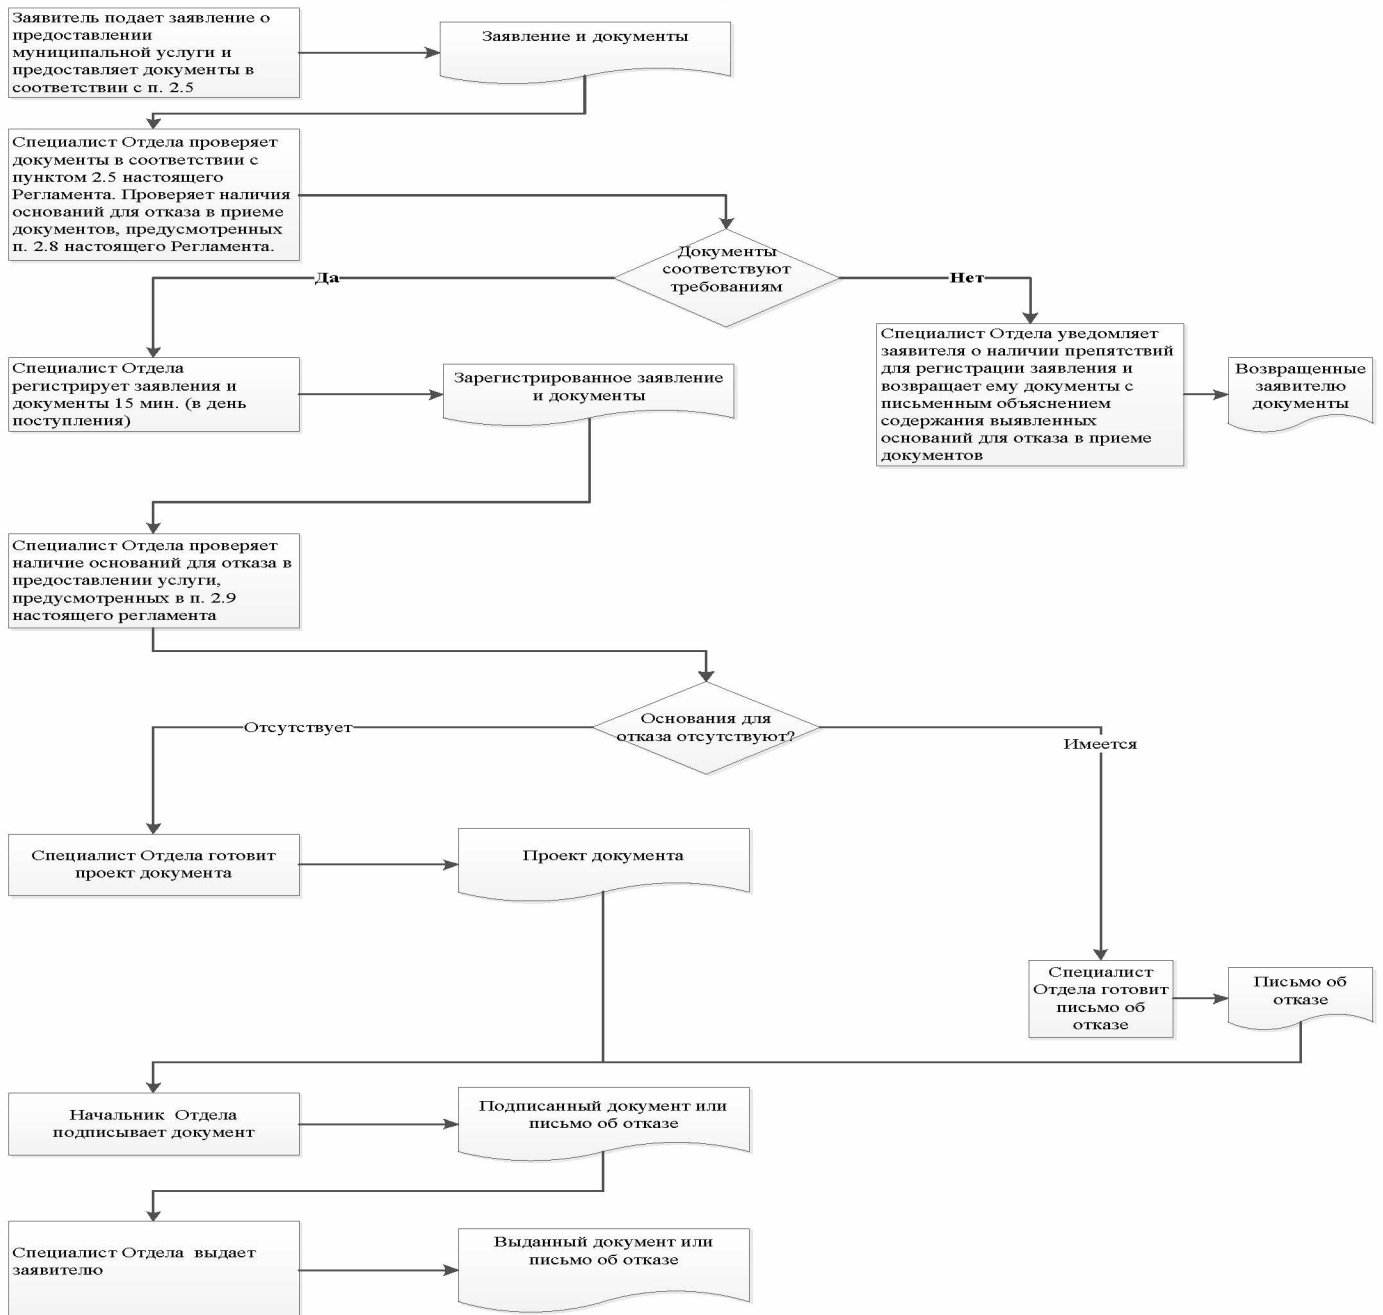 Заявитель подает заявление о
предоставлении
муниципальной услуги и
предоставляет документы в
соответствии с п. 2.5
Заявление и документы
Специалист Отдела проверяет
документы в соответствии с
пунктом 2.5 настоящего
Регламента. Проверяет наличия
оснований для отказа в приеме
документов, предусмотренных
п. 2.8 настоящего Регламента.
Документы
соответствуют
требованиям
Да
Нет
Специалист Отдела
регистрирует заявления и
документы 15 мин. (в день
поступления)
Зарегистрированное заявление
и документы
Специалист Отдела уведомляет
заявителя о наличии препятствий
для регистрации заявления и
возвращает ему документы с
письменным объяснением
содержания выявленных
оснований для отказа в приеме
документов
Возвращенные
заявителю
документы
Специалист Отдела проверяет
наличие оснований для отказа в
предоставлении услуги,
предусмотренных в п. 2.9
настоящего регламента
Основания для
отказа отсутствуют?
Отсутствует
Имеется
Специалист Отдела готовит
проект документа
Проект документа
Специалист
Отдела готовит
письмо об
отказе
Письмо об
отказе
Начальник  Отдела
подписывает документ
Подписанный документ или
письмо об отказе
Специалист Отдела  выдает
заявителю
Выданный документ или
письмо об отказе